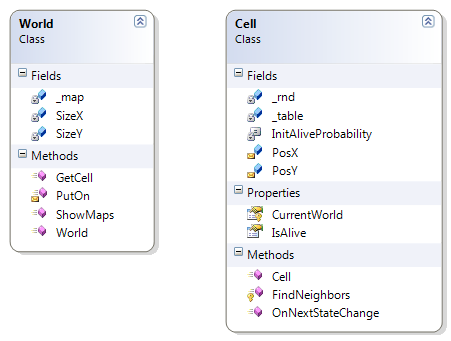 World
Class
Fields
_map
SizeX
SizeY
Methods
GetCell
PutOn
ShowMaps
World
Cell
Class
Fields
_rnd
_table
InitAliveProbability
PosX
PosY
Properties
CurrentWorld
IsAlive
Methods
Cell
FindNeighbors
OnNextStateChange